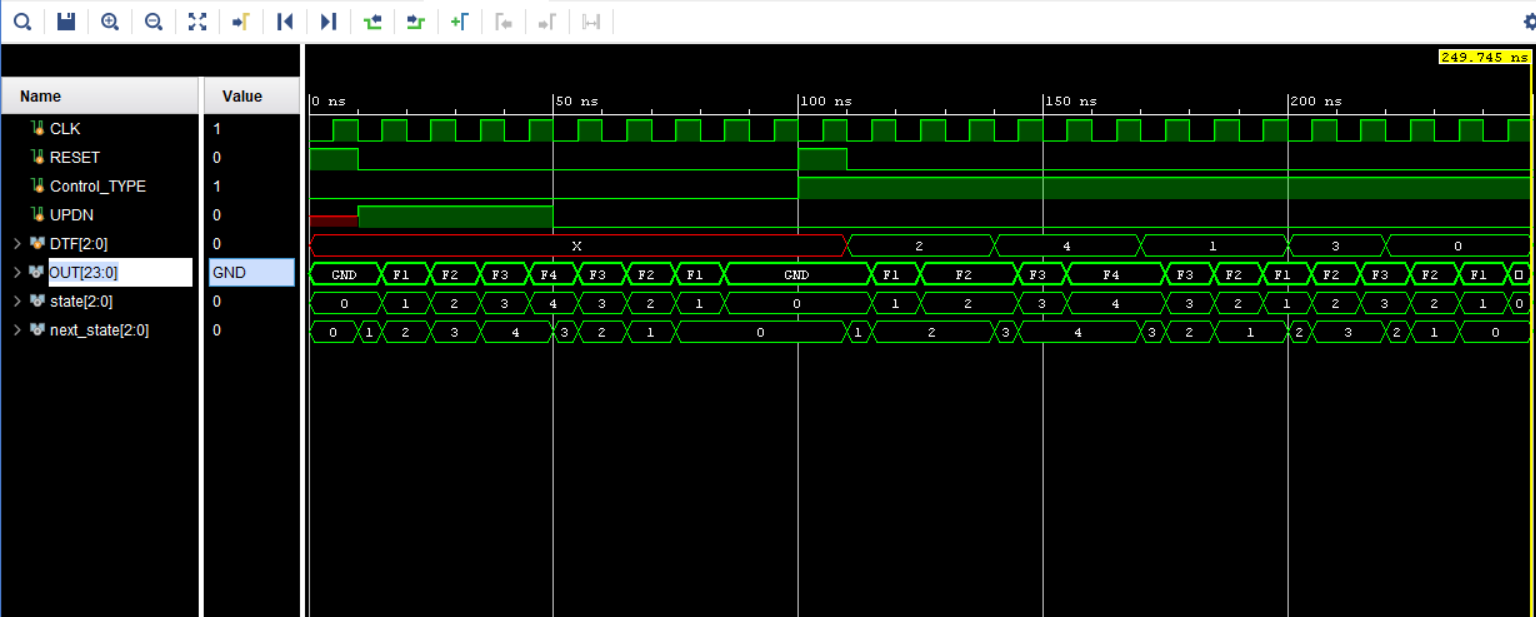 249.745 ns
Name Value
0 ns 50 ns 100 ns 150 ns 200 ns
CLK 1
RESET 0
Control_TYPE 1
UPDN 0
DTF[2:0] 0 X 2 4 1 3 0
OUT[23:0] GND GND F1 F2 F3 F4 F3 F2 F1 GND F1 F2 F3 F4 F3 F2 F1 F2 F3 F2 F1
state[2:0] 0 0 1 2 3 4 3 2 1 0 1 2 3 4 3 2 1 2 3 2 1 0
next_state[2:0] 0 0 1 2 3 4 3 2 1 0 1 2 3 4 3 2 1 2 3 2 1 0